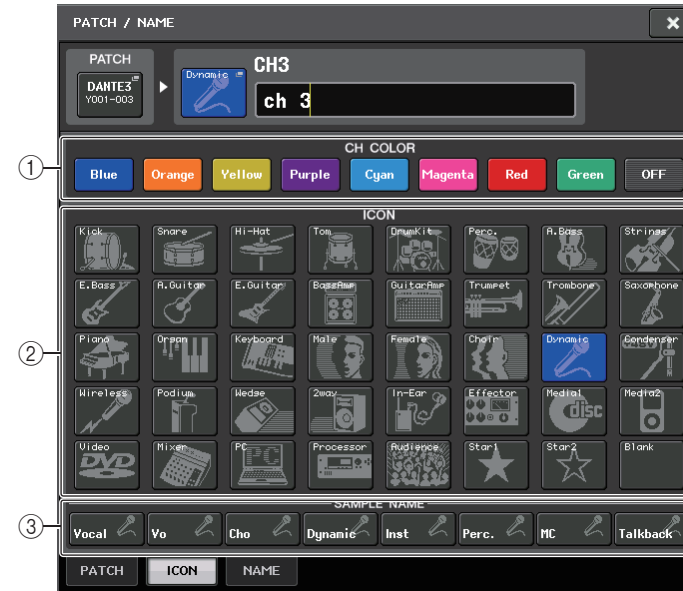 PATCH / NAME
PATCH
DANTE3
Y001-003
Dynamic
CH3
ch 3
①
CH COLOR
Blue Orange Yellow Purple Cyan Magenta Red Green OFF
②
ICON
Kick Snare Hi-Hat Tom DrumKit Perc. A.Bass Strings
E.Bass A.Guitar E.Guitar BassAmp GuitarAmp Trumpet Trombone Saxophone
Piano Organ Keyboard Male Female Choir Dynamic Condenser
Wireless Podium Wedge 2way In-Ear Effector Media1 disc Media2
Video DVD Mixer PC PC Processor Audience Star1 Star2 Blank
③
SAMPLE NAME
Vocal Vo Cho Dynamic Inst Perc. MC Talkback
PATCH ICON NAME